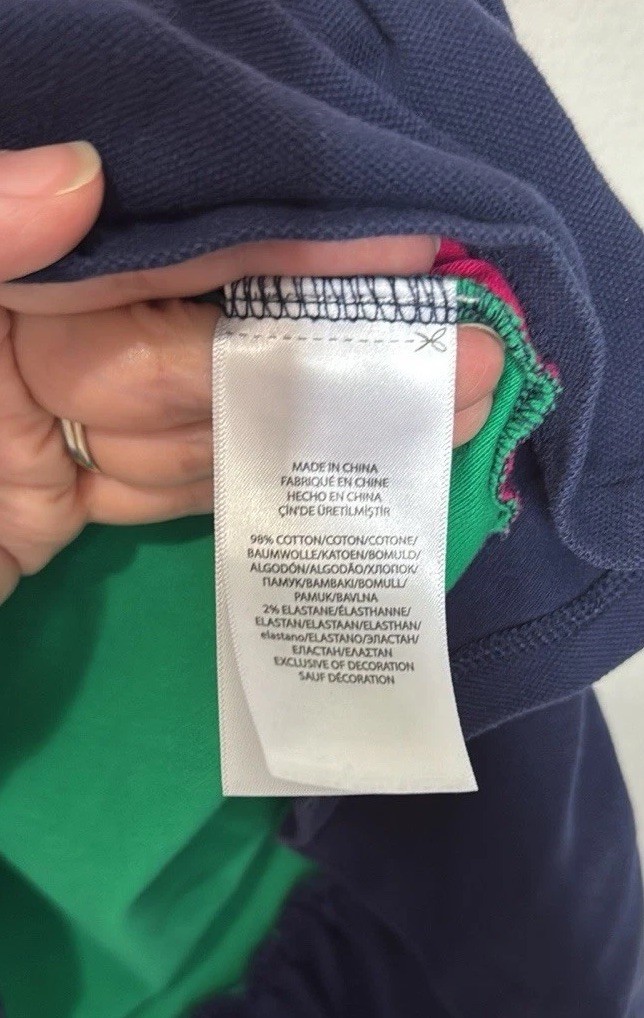 MADE IN CHINA
FABRIQUÉ EN CHINE
HECHO EN CHINA
ÇİN'DE ÜRETİLMİŞTİR
98% COTTON/COTON/COTONE/
BAUMWOLLE/KATOEN/BOMULD/
ALGODÓN/ALGODÃO/ХЛОПОК/
ПАМУК/ΒΑΜΒΑΚΙ/BOMULL/
PAMUK/BAVLNA
2% ELASTANE/ÉLASTHANNE/
ELASTAN/ELASTAAN/ELASTHAN/
elastano/ELASTANO/ЭЛАСТАН/
ЕЛАСТАН/ΕΛΑΣΤΑΝ
EXCLUSIVE OF DECORATION
SAUF DÉCORATION